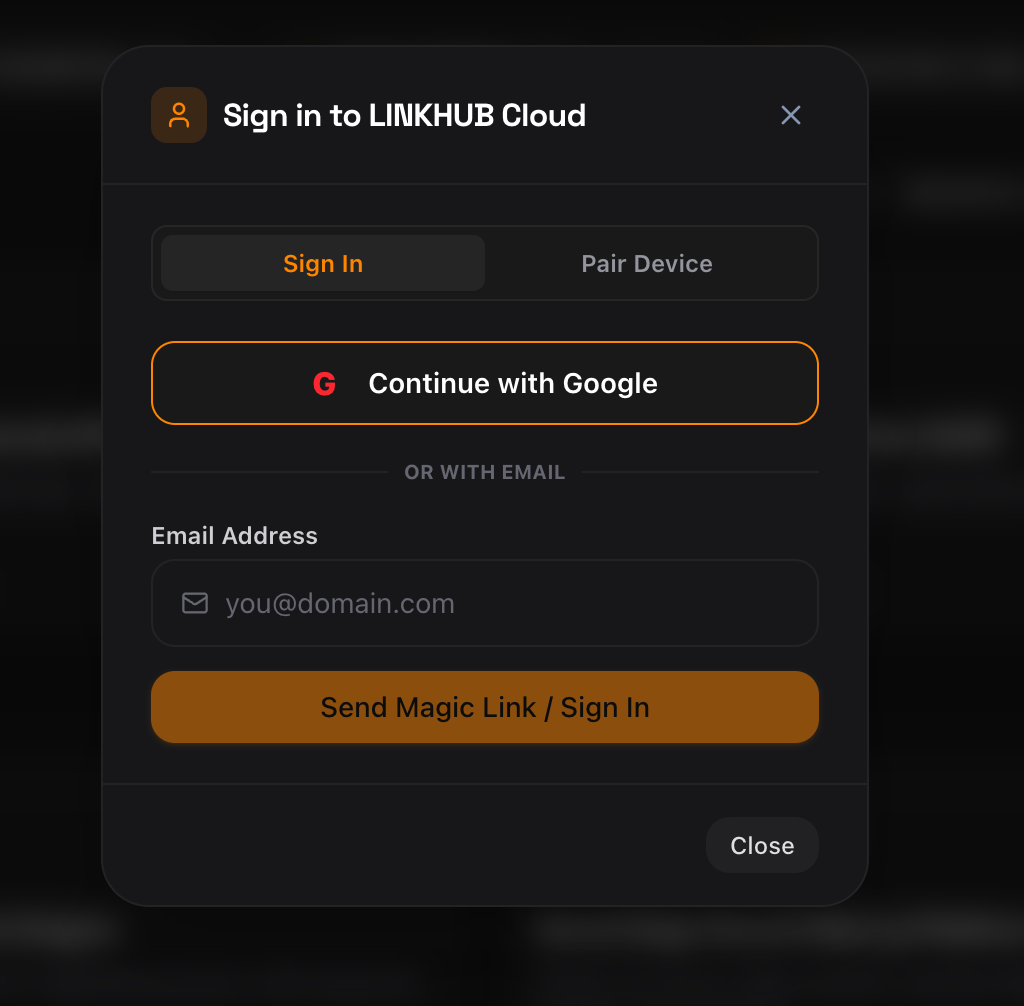 Sign in to LINKHUB Cloud
Sign In
Pair Device
G Continue with Google
OR WITH EMAIL
Email Address
you@domain.com
Send Magic Link / Sign In
Close